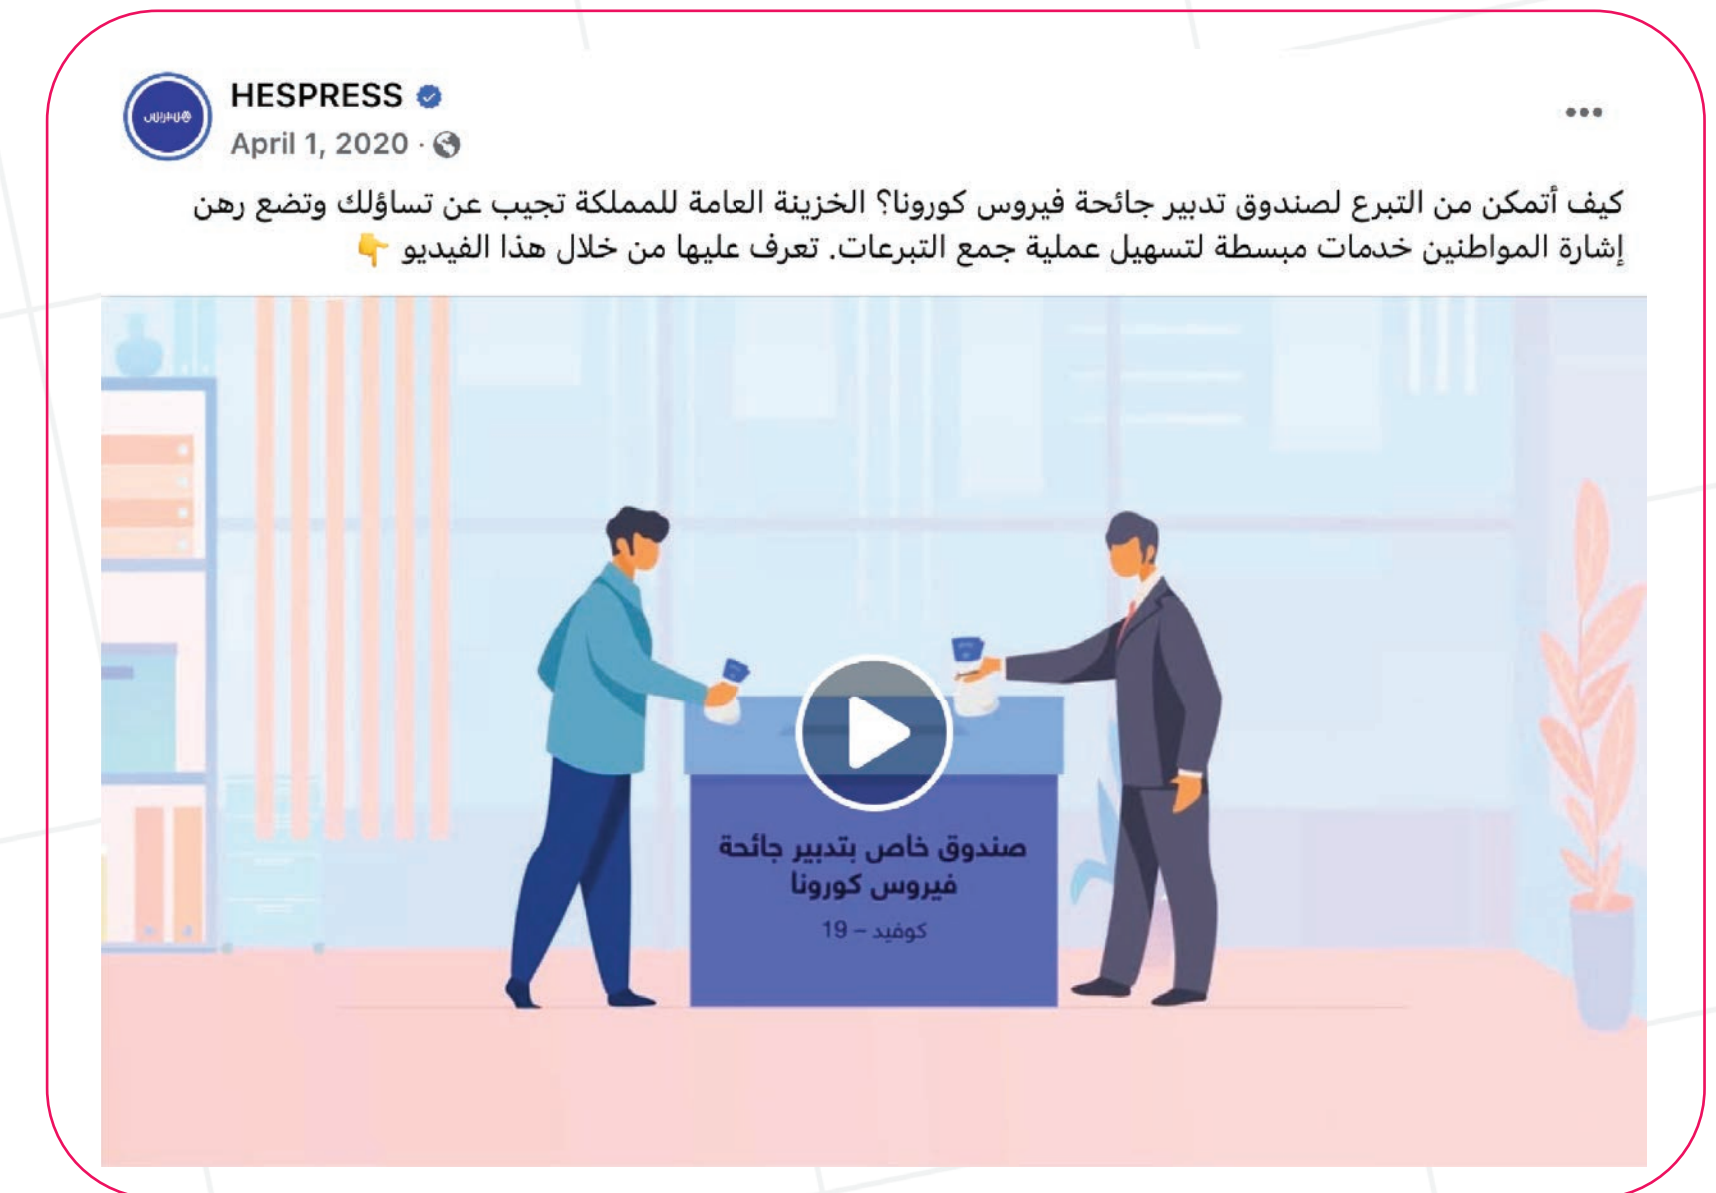 HESPRESS
April 1, 2020 ·
كيف أتمكن من التبرع لصندوق تدبير جائحة فيروس كورونا؟ الخزينة العامة للمملكة تجيب عن تساؤلك وتضع رهن
إشارة المواطنين خدمات مبسطة لتسهيل عملية جمع التبرعات. تعرف عليها من خلال هذا الفيديو 👇
صندوق خاص بتدبير جائحة
فيروس كورونا
كوفيد – 19